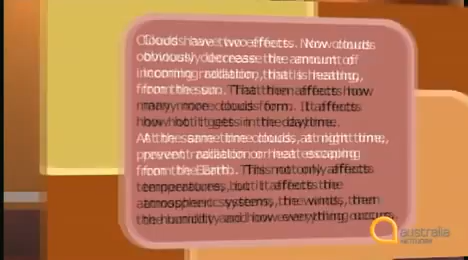 Clouds have two effects. Now clouds
obviously decrease the amount of
incoming radiation, that is heating,
from the sun. That then affects how
many more clouds form. It affects
how hot it gets in the daytime.
At the same time clouds, at night time,
prevent radiation or heat escaping
from the Earth. This not only affects
temperatures, but it affects the
atmospheric systems, the winds, then
the humidity and how everything occurs.
australia
NETWORK